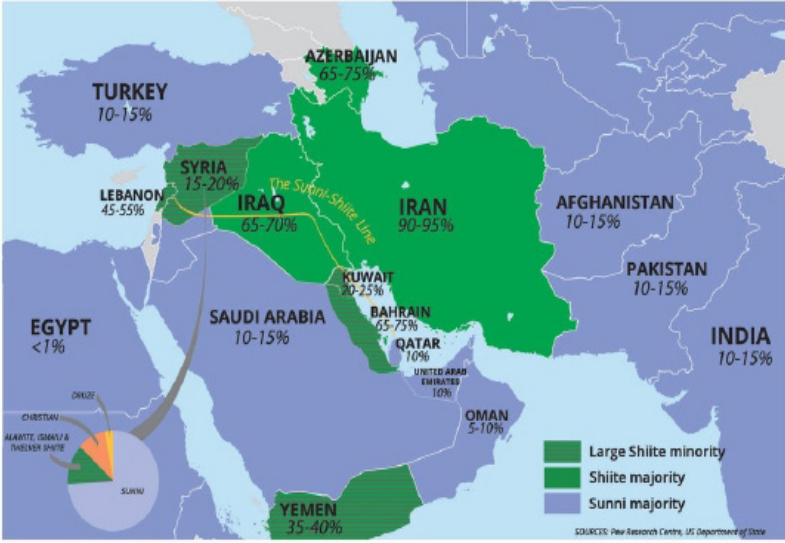 AZERBAIJAN
65-75%
TURKEY
10-15%
SYRIA
15-20%
The Sunni-Shiite Line
LEBANON
45-55%
IRAQ
65-70%
IRAN
90-95%
AFGHANISTAN
10-15%
PAKISTAN
10-15%
KUWAIT
20-25%
SAUDI ARABIA
10-15%
BAHRAIN
65-75%
EGYPT
<1%
QATAR
10%
INDIA
10-15%
UNITED ARAB
EMIRATES
10%
OMAN
5-10%
DRUZE
CHRISTIAN
ALAWITE, ISMAILI &
TWELVER SHIITE
SUNNI
YEMEN
35-40%
Large Shiite minority
Shiite majority
Sunni majority
SOURCES: Pew Research Centre, US Department of State